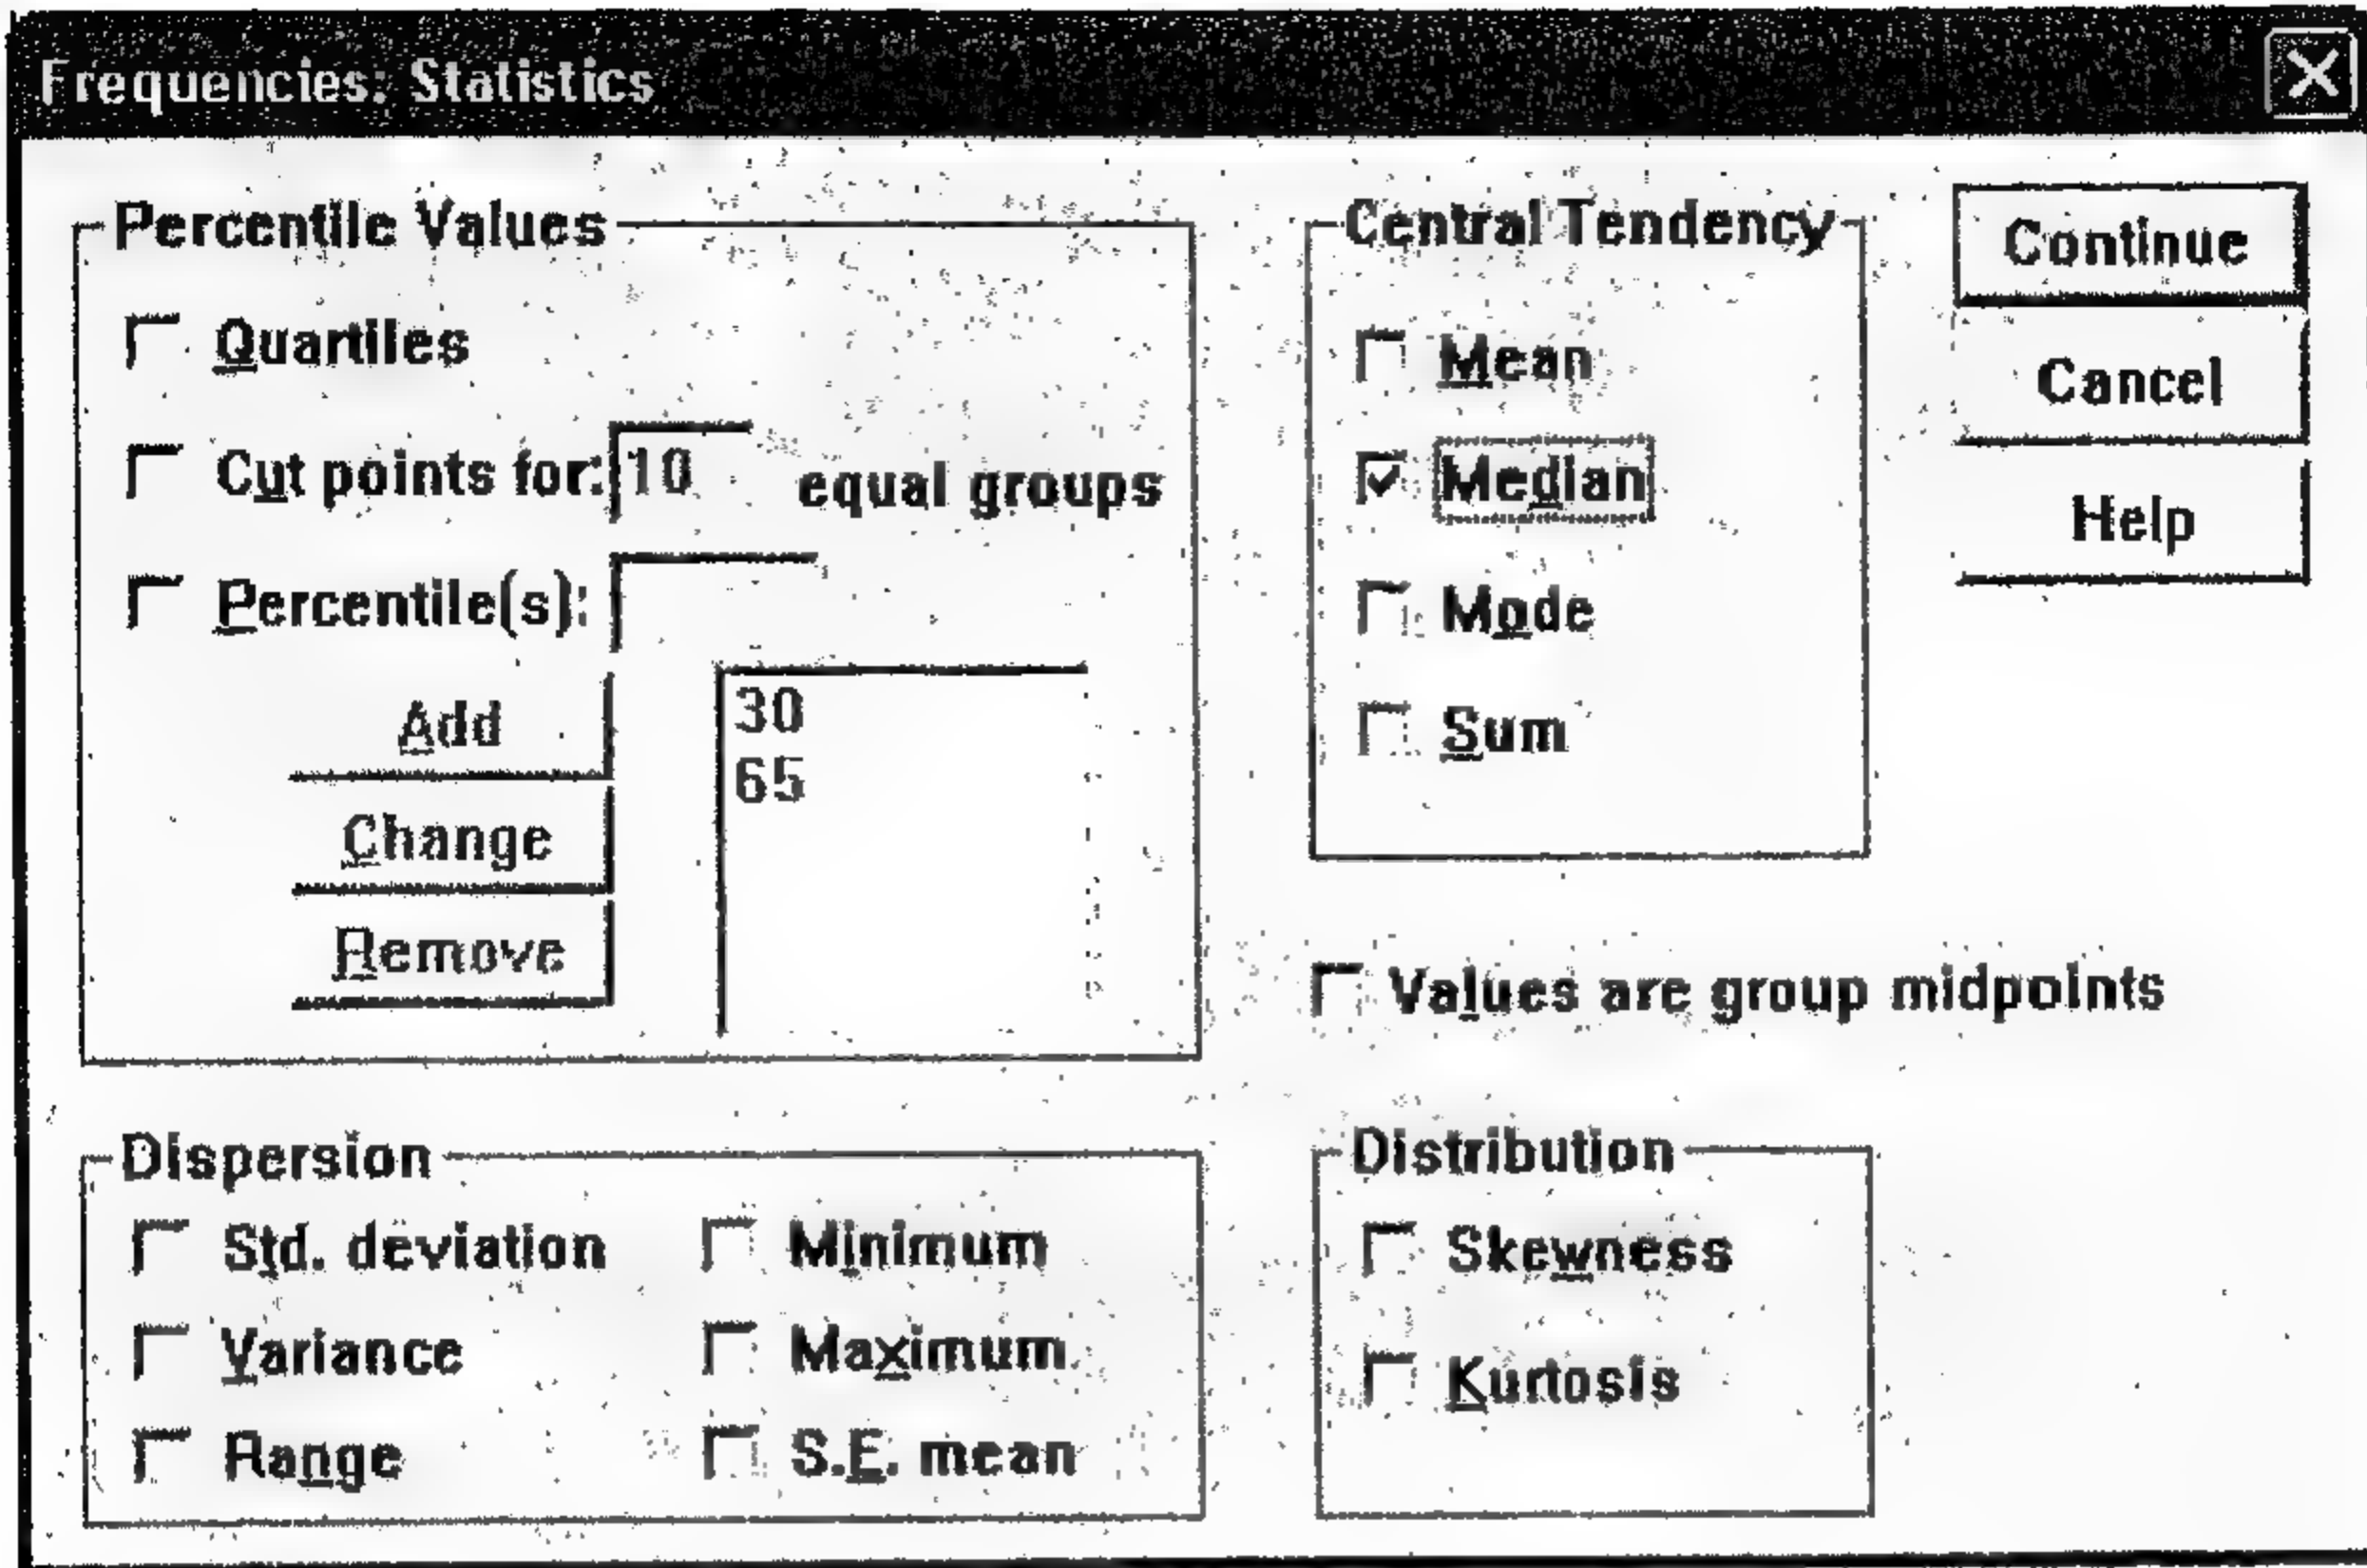 Frequencies: Statistics
Percentile Values
Quartiles
Cut points for: 10 equal groups
Percentile(s):
Add
Change
Remove
30
65
Central Tendency
Mean
Median
Mode
Sum
Continue
Cancel
Help
Values are group midpoints
Dispersion
Std. deviation Minimum
Variance Maximum
Range S.E. mean
Distribution
Skewness
Kurtosis